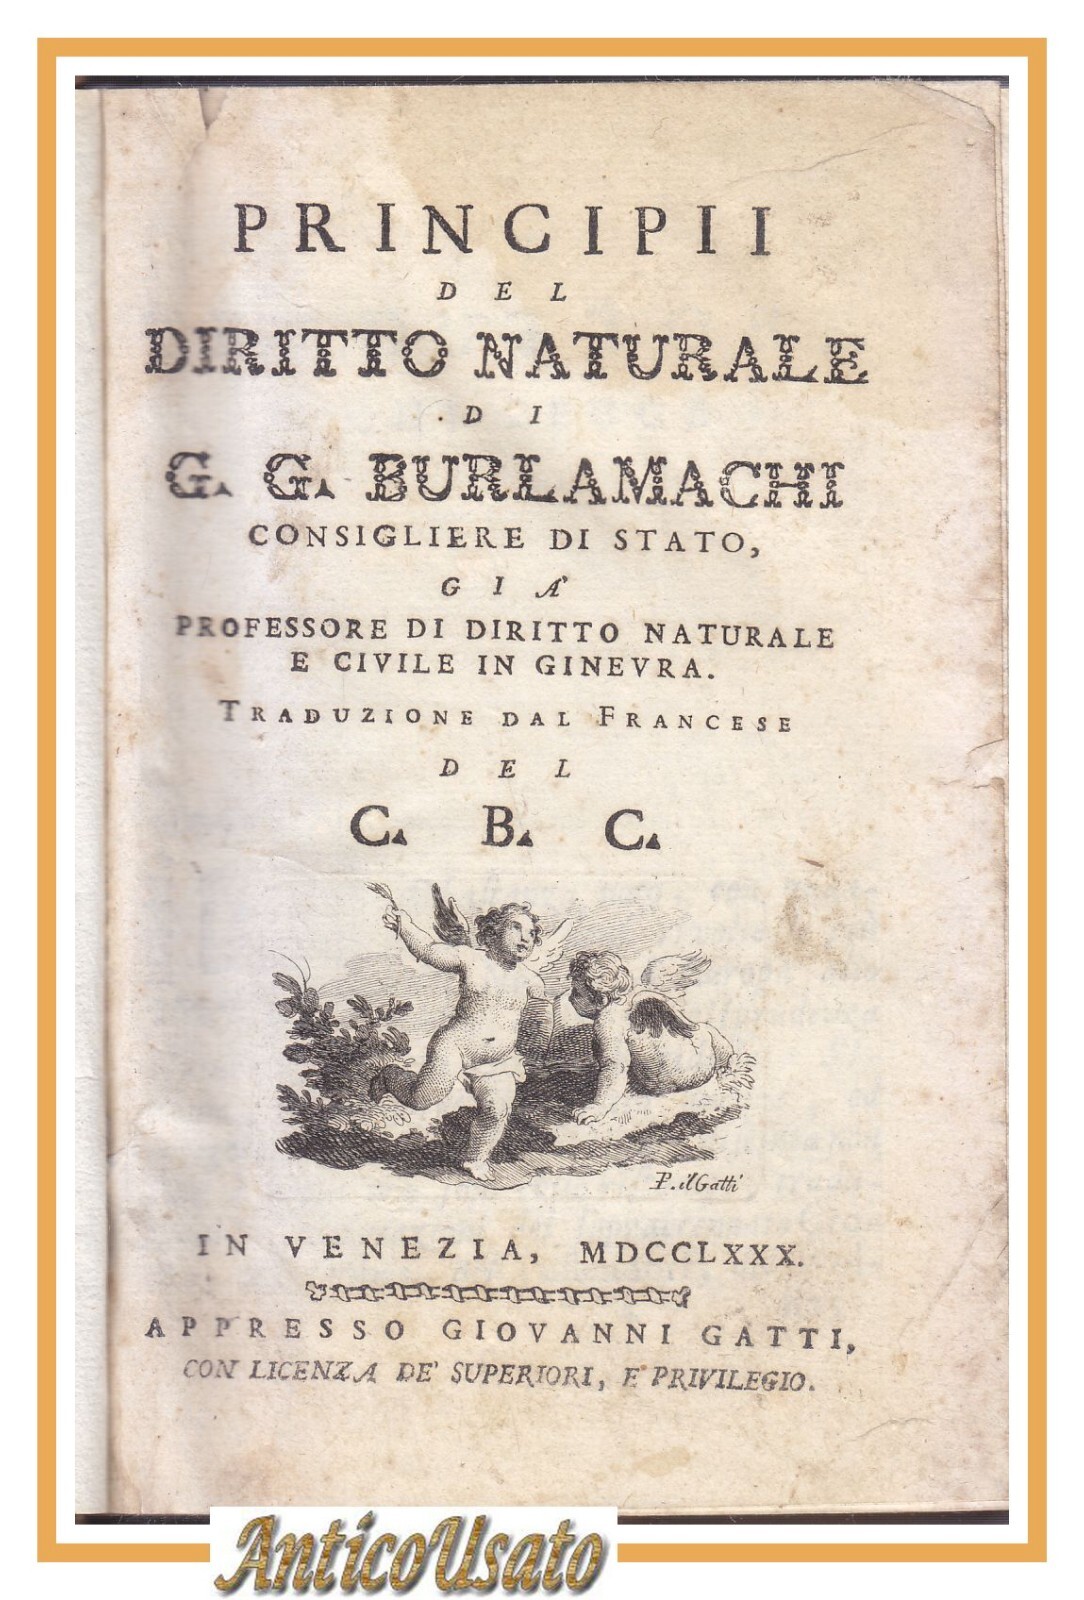 PRINCIPII
DEL
DIRITTO NATURALE
DI
G. G. BURLAMACHI
CONSIGLIERE DI STATO,
GIÀ
PROFESSORE DI DIRITTO NATURALE
E CIVILE IN GINEVRA.
TRADUZIONE DAL FRANCESE
DEL
C. B. C.
P. il Gatti
IN VENEZIA, MDCCLXXX.
APPRESSO GIOVANNI GATTI,
CON LICENZA DE' SUPERIORI, E PRIVILEGIO.
AnticoUsato